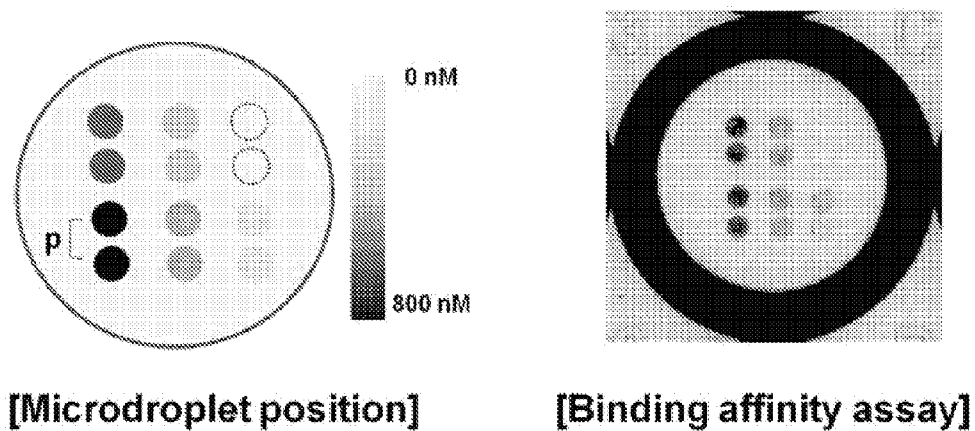 0 nM
p
800 nM
[Microdroplet position]
[Binding affinity assay]